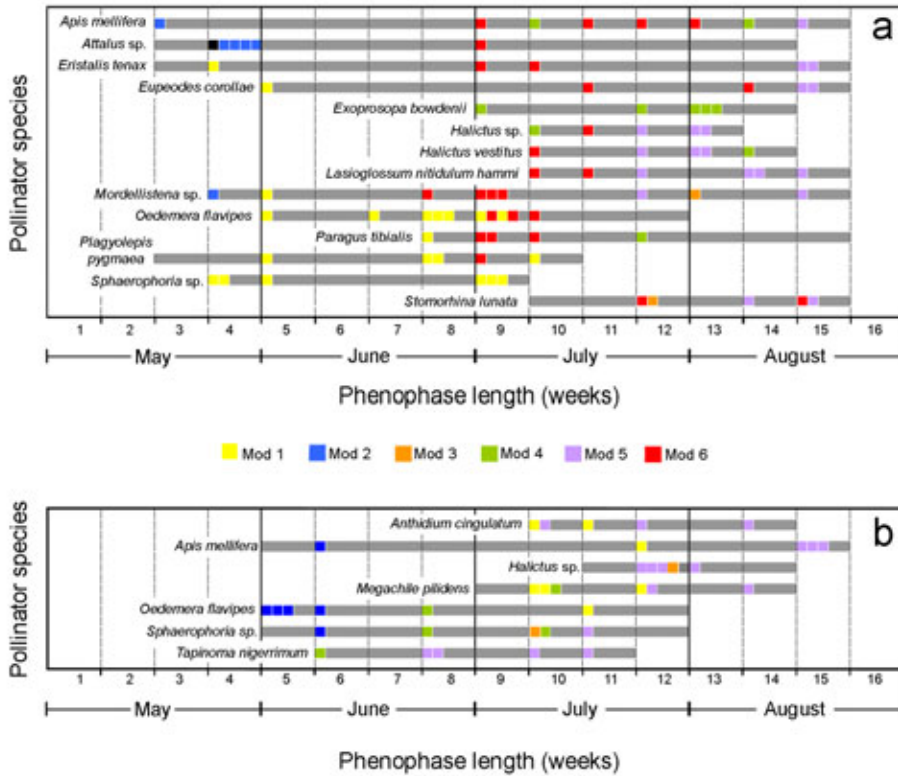 a
Pollinator species
Apis mellifera
Attalus sp.
Eristalis tenax
Eupeodes corollae
Exoprosopa bowdenii
Halictus sp.
Halictus vestitus
Lasioglossum nitidulum hammi
Mordellistena sp.
Oedemera flavipes
Paragus tibialis
Plagyolepis
pygmaea
Sphaerophoria sp.
Stomorhina lunata
1 2 3 4 5 6 7 8 9 10 11 12 13 14 15 16
May June July August
Phenophase length (weeks)
Mod 1 Mod 2 Mod 3 Mod 4 Mod 5 Mod 6
b
Pollinator species
Anthidium cingulatum
Apis mellifera
Halictus sp.
Megachile pilidens
Oedemera flavipes
Sphaerophoria sp.
Tapinoma nigerrimum
1 2 3 4 5 6 7 8 9 10 11 12 13 14 15 16
May June July August
Phenophase length (weeks)